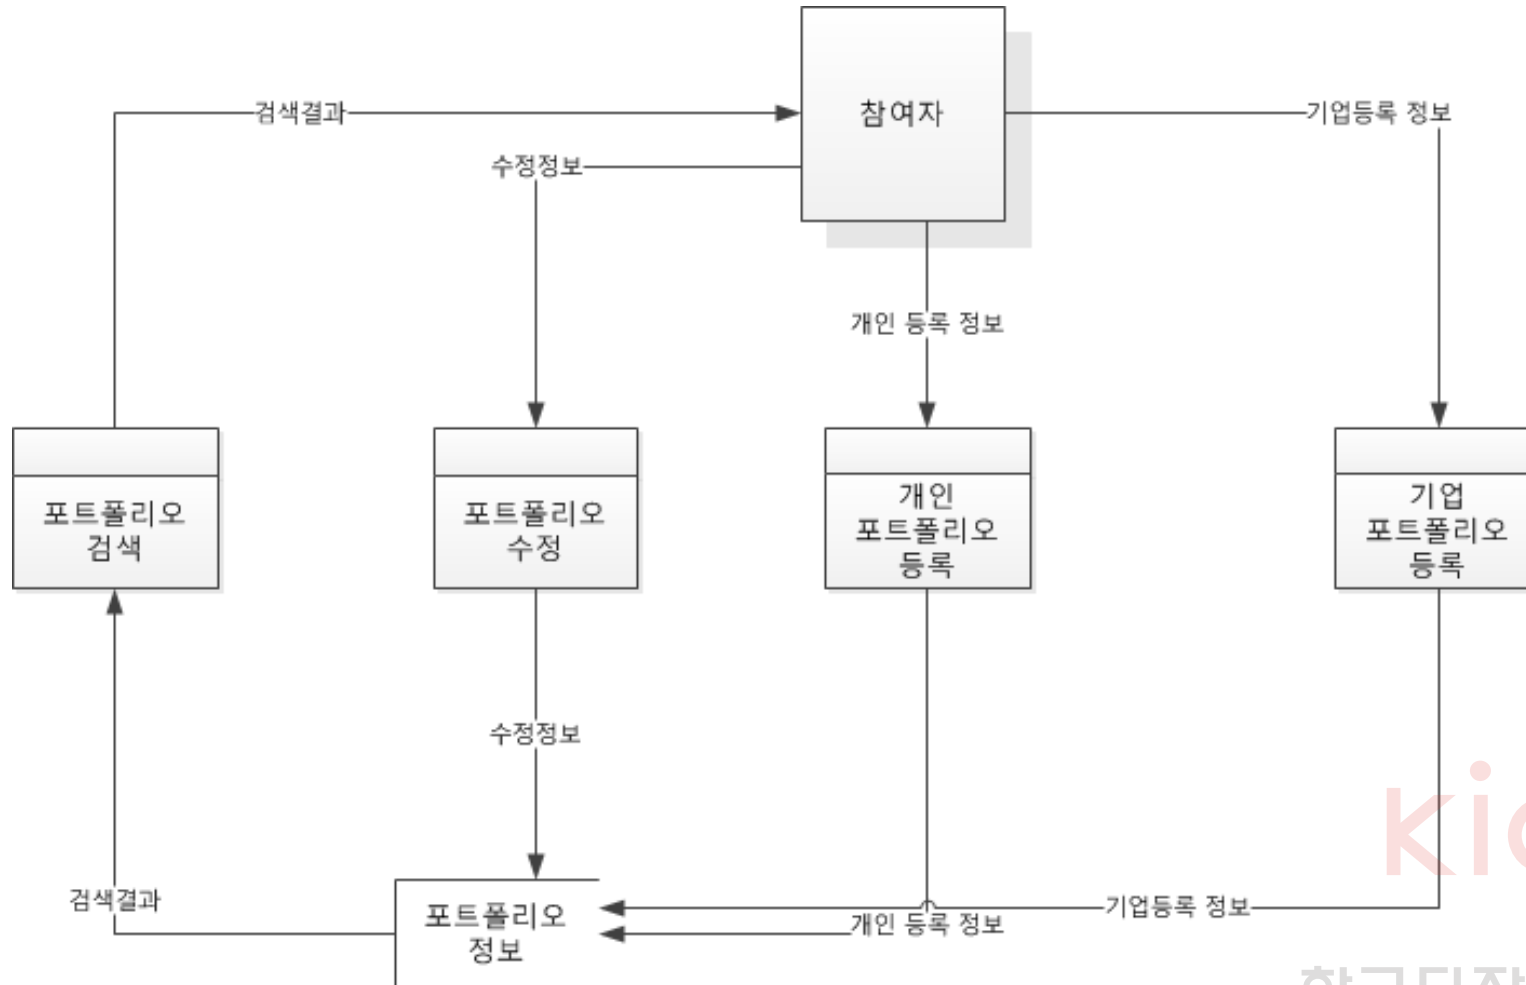 참여자
검색결과
기업등록 정보
수정정보
개인 등록 정보
포트폴리오
검색
포트폴리오
수정
개인
포트폴리오
등록
기업
포트폴리오
등록
수정정보
검색결과
기업등록 정보
개인 등록 정보
포트폴리오
정보